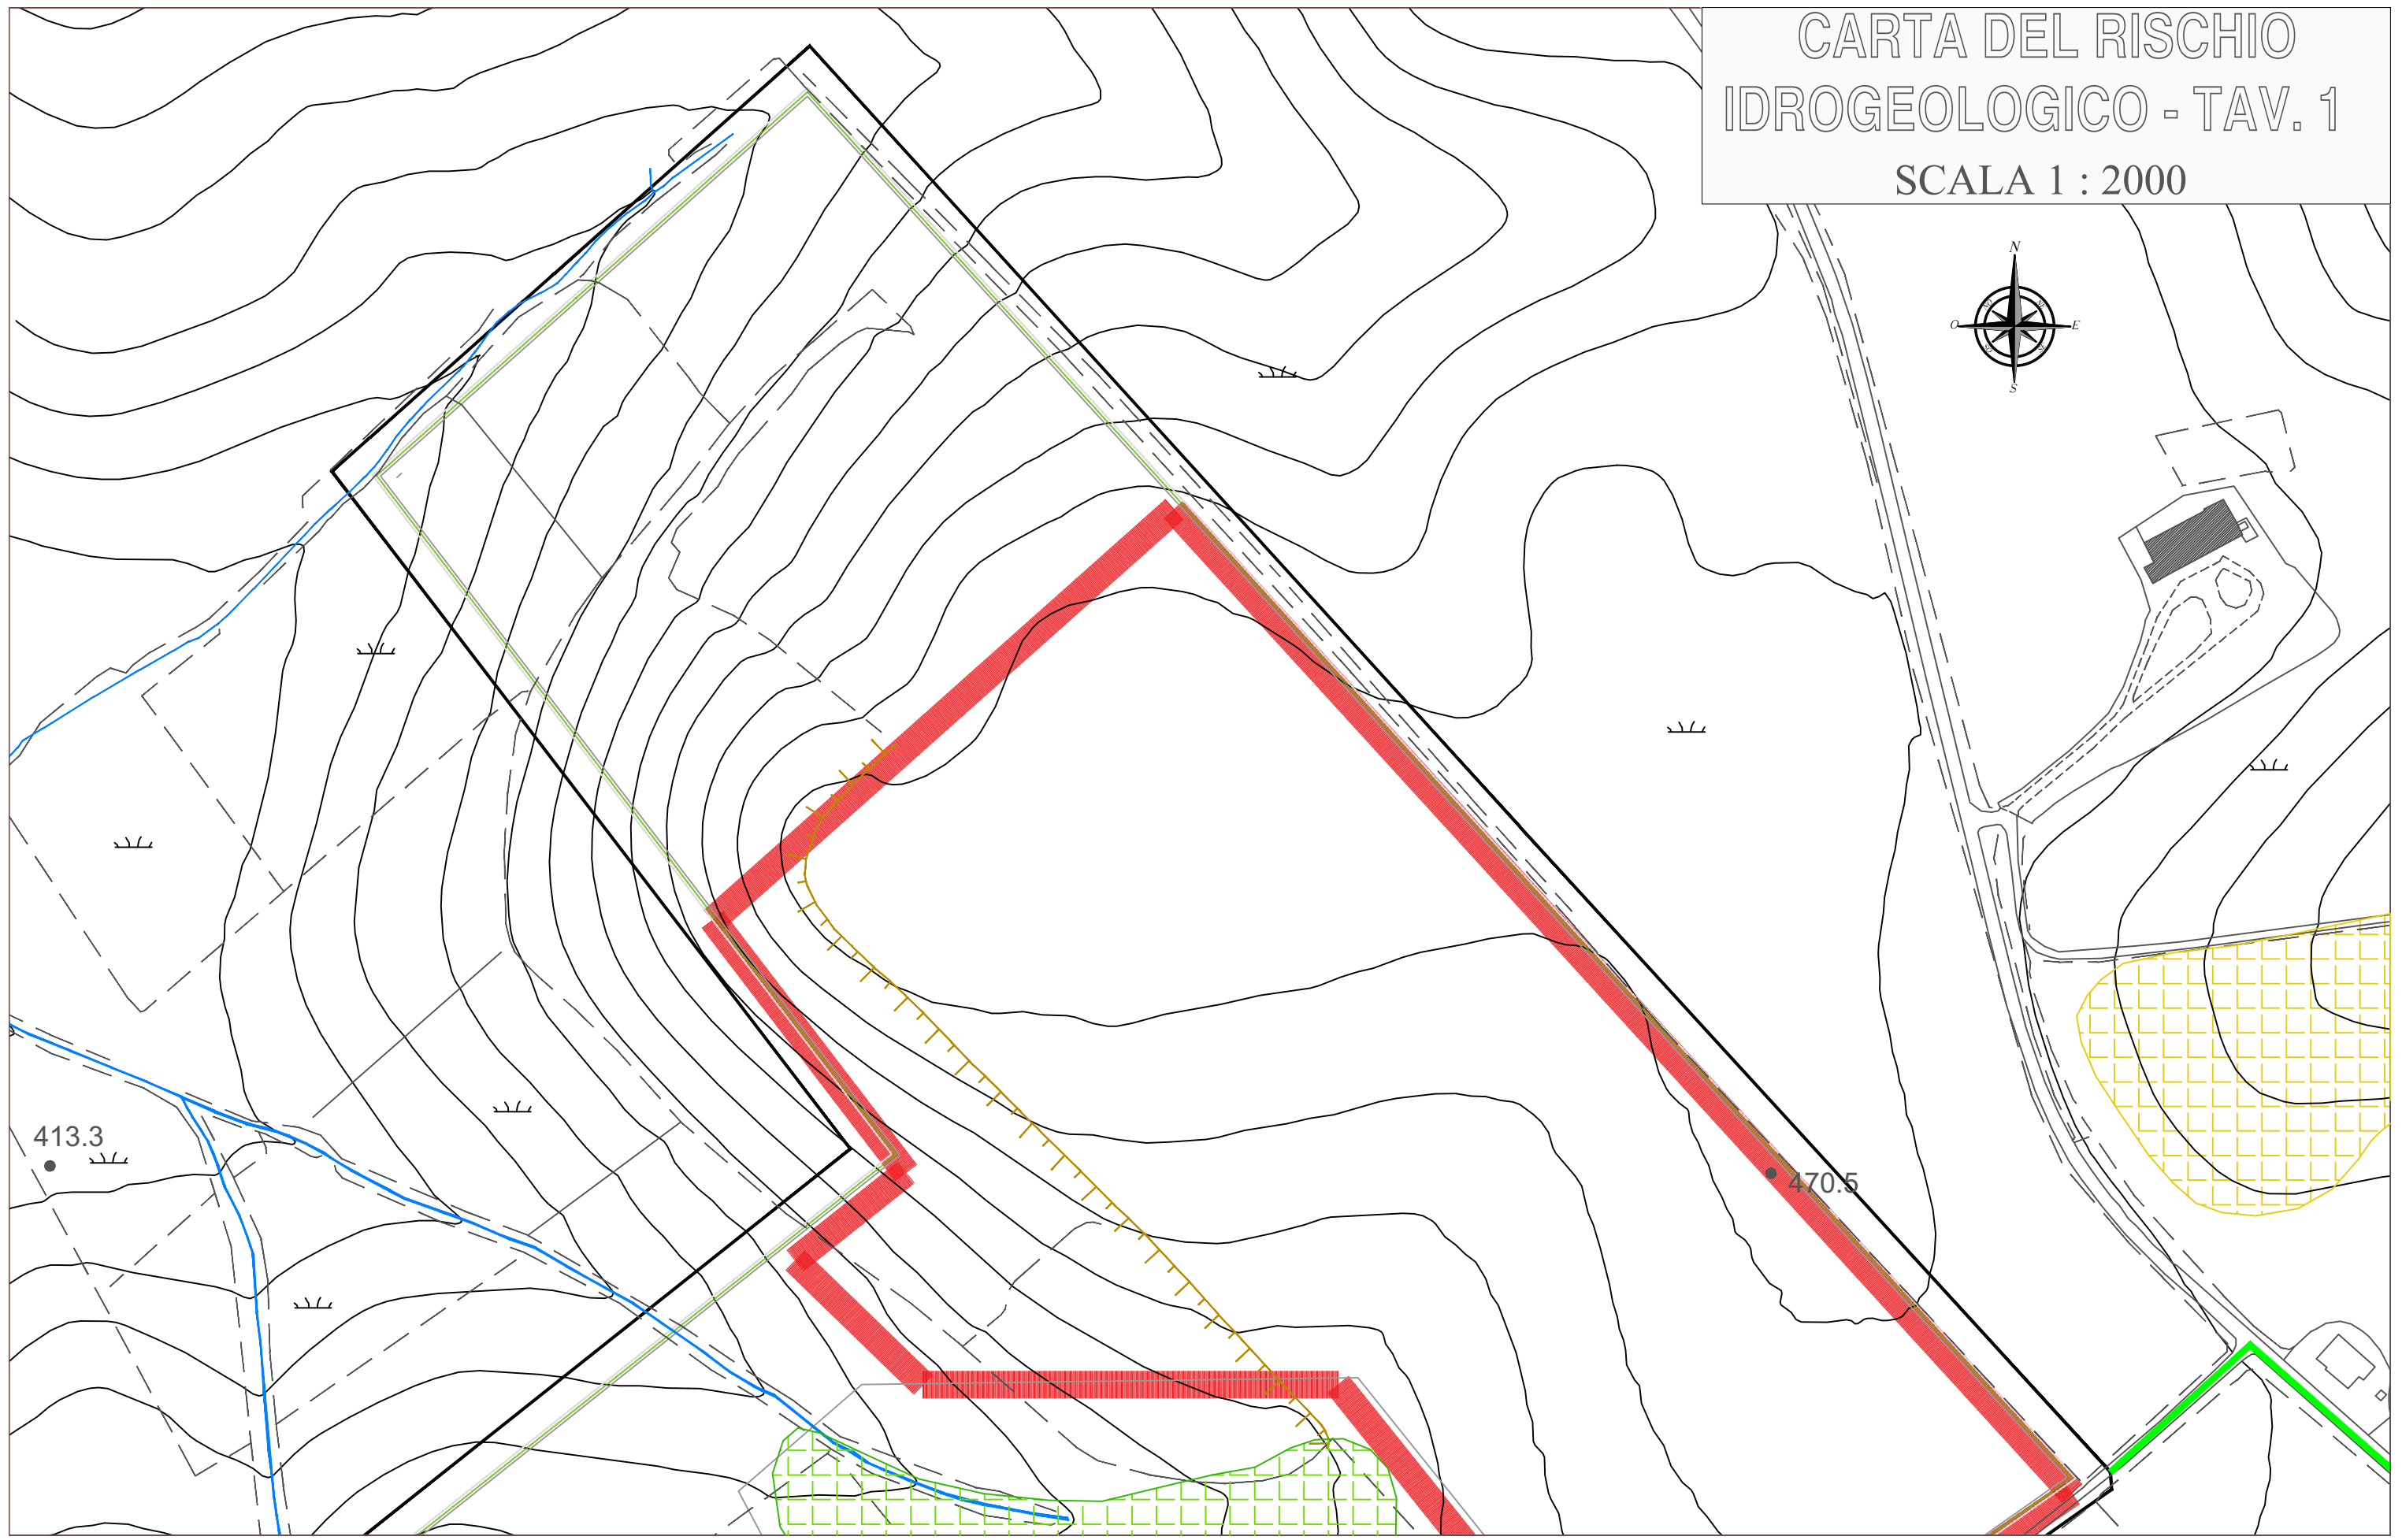 CARTA DEL RISCHIO
IDROGEOLOGICO - TAV. 1
SCALA 1 : 2000
N
O E
S
413.3
470.5